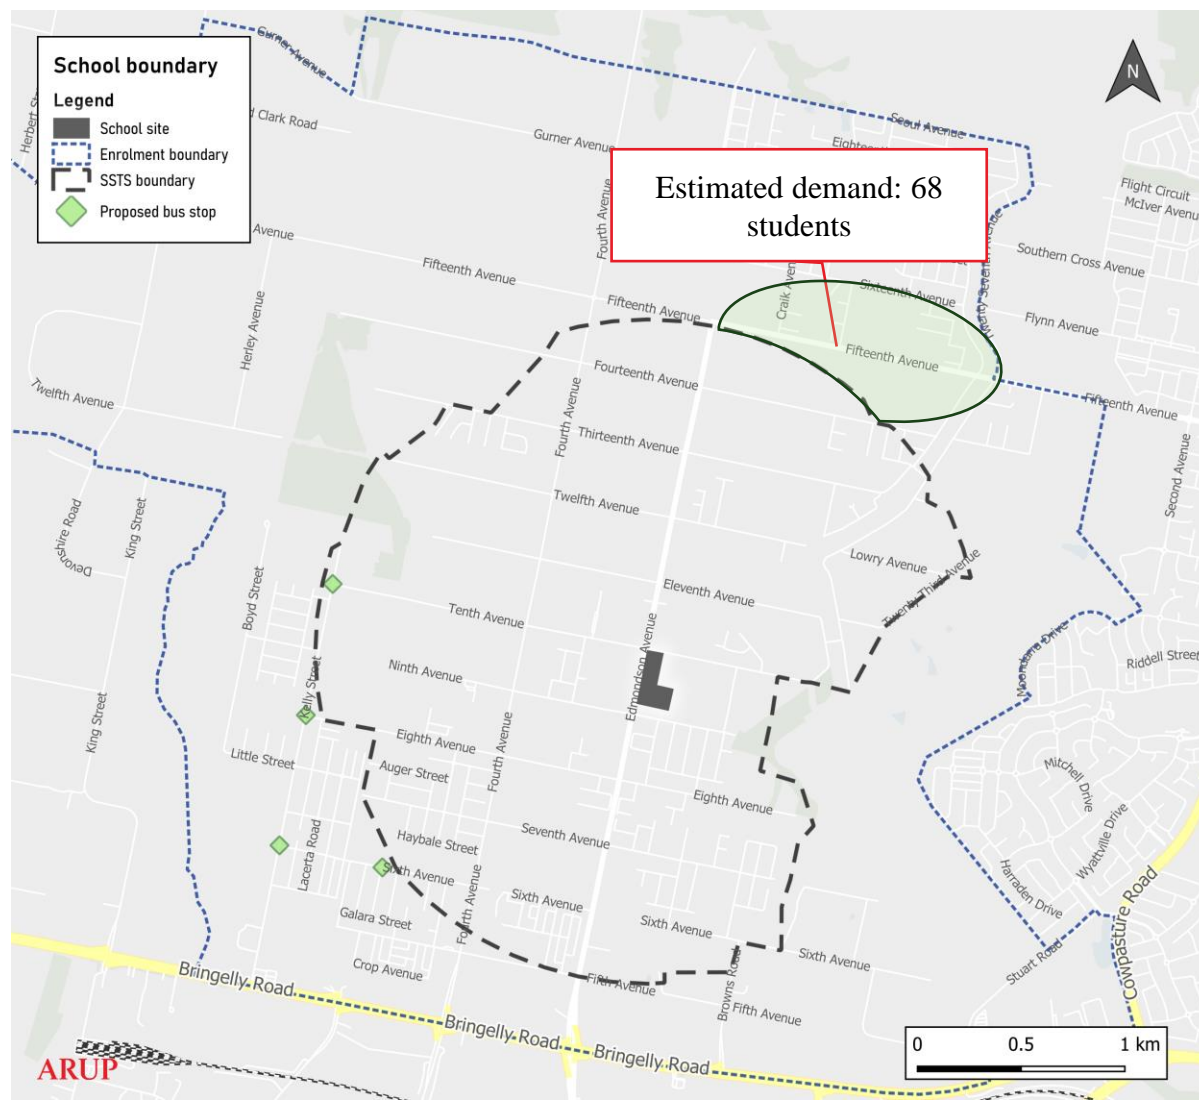 School boundary
Legend
School site
Enrolment boundary
SSTS boundary
Proposed bus stop
N
Estimated demand: 68
students
Gurner Avenue
Clark Road
Gurner Avenue
Seoul Avenue
Flight Circuit
McIver Avenu
Fourth Avenue
Southern Cross Avenue
Avenue
Fifteenth Avenue
Herley Avenue
Fifteenth Avenue
Sixteenth Avenue
Flynn Avenue
Fifteenth Avenue
Fourteenth Avenue
Twelfth Avenue
Fourth Avenue
Thirteenth Avenue
Fifteenth Avenue
Second Avenue
Twelfth Avenue
Devonshire Road
King Street
Boyd Street
Lowry Avenue
Twenty Third Avenue
Eleventh Avenue
Tenth Avenue
Edmondson Avenue
Ninth Avenue
Moondarra Drive
Riddell Street
Kelly Street
King Street
Eighth Avenue
Fourth Avenue
Little Street
Auger Street
Mitchell Drive
Eighth Avenue
Wyattville Drive
Lacerta Road
Haybale Street
Seventh Avenue
Sixth Avenue
Harraden Drive
Sixth Avenue
Galara Street
Fourth Avenue
Sixth Avenue
Sixth Avenue
Stuart Road
Cowpasture Road
Crop Avenue
Fifth Avenue
Browns Road
Fifth Avenue
Bringelly Road
Bringelly Road
Bringelly Road
0 0.5 1 km
ARUP